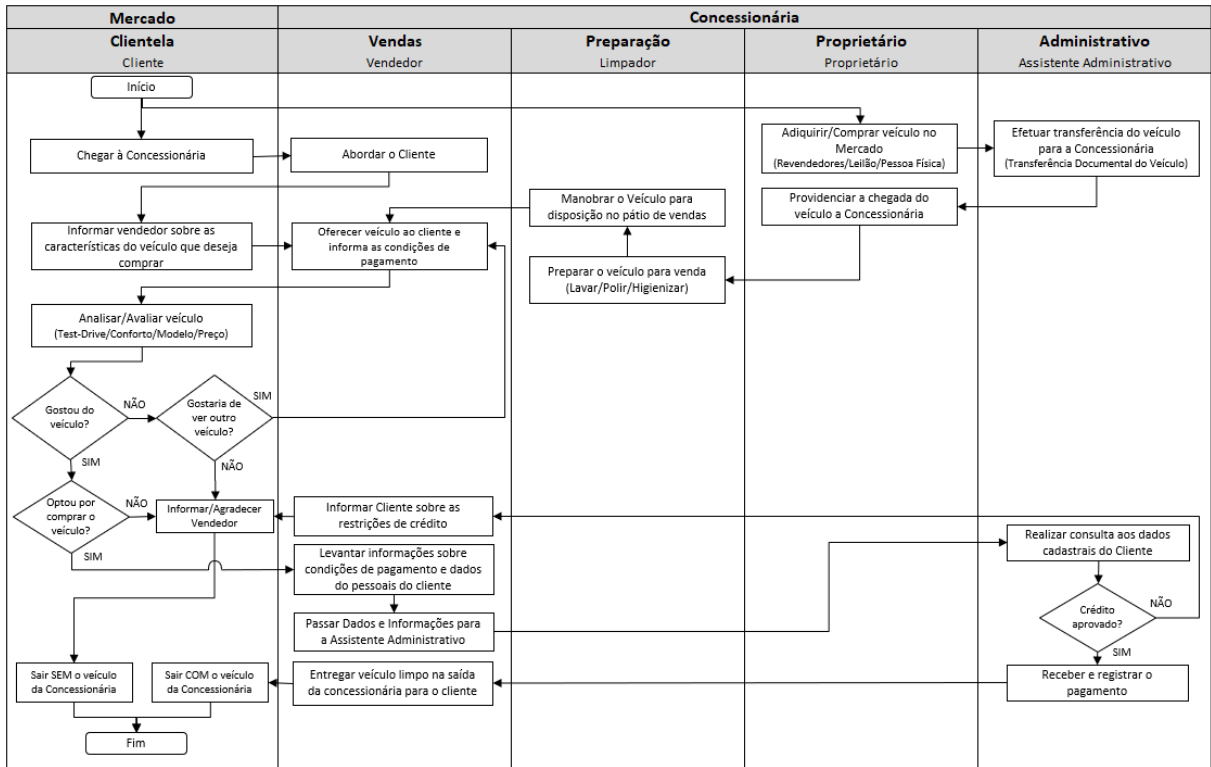 Mercado
Concessionária
Clientela
Cliente
Vendas
Vendedor
Preparação
Limpador
Proprietário
Proprietário
Administrativo
Assistente Administrativo
Início
Chegar à Concessionária
Abordar o Cliente
Adiquirir/Comprar veículo no
Mercado
(Revendedores/Leilão/Pessoa Física)
Efetuar transferência do veículo
para a Concessionária
(Transferência Documental do Veículo)
Manobrar o Veículo para
disposição no pátio de vendas
Providenciar a chegada do
veículo a Concessionária
Informar vendedor sobre as
características do veículo que deseja
comprar
Oferecer veículo ao cliente e
informa as condições de
pagamento
Preparar o veículo para venda
(Lavar/Polir/Higienizar)
Analisar/Avaliar veículo
(Test-Drive/Conforto/Modelo/Preço)
Gostou do
veículo?
NÃO
SIM
Gostaria de
ver outro
veículo?
SIM
NÃO
Optou por
comprar o
veículo?
NÃO
SIM
Informar/Agradecer
Vendedor
Informar Cliente sobre as
restrições de crédito
Levantar informações sobre
condições de pagamento e dados
do pessoais do cliente
Realizar consulta aos dados
cadastrais do Cliente
Passar Dados e Informações para
a Assistente Administrativo
Crédito
aprovado?
NÃO
SIM
Sair SEM o veículo
da Concessionária
Sair COM o veículo
da Concessionária
Entregar veículo limpo na saída
da concessionária para o cliente
Receber e registrar o
pagamento
Fim